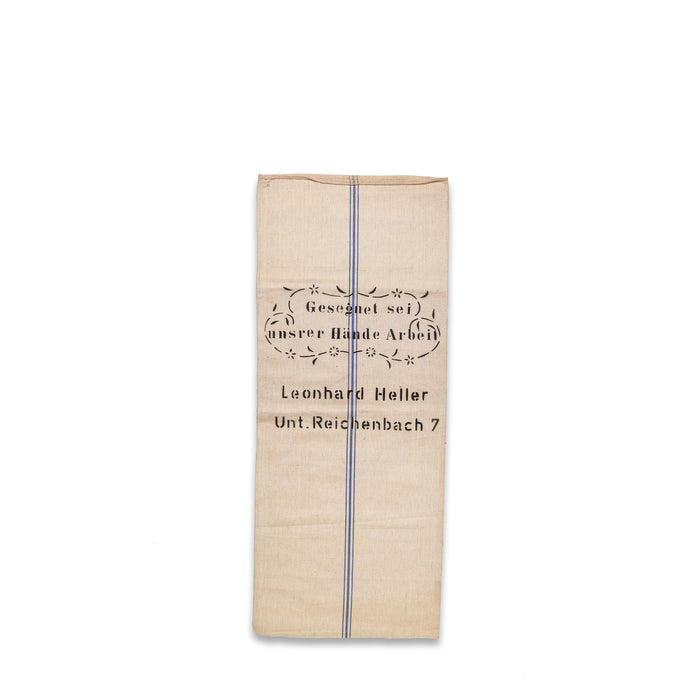 Gesegnet sei
unsrer Hände Arbeit
Leonhard Heller
Unt.Reichenbach 7